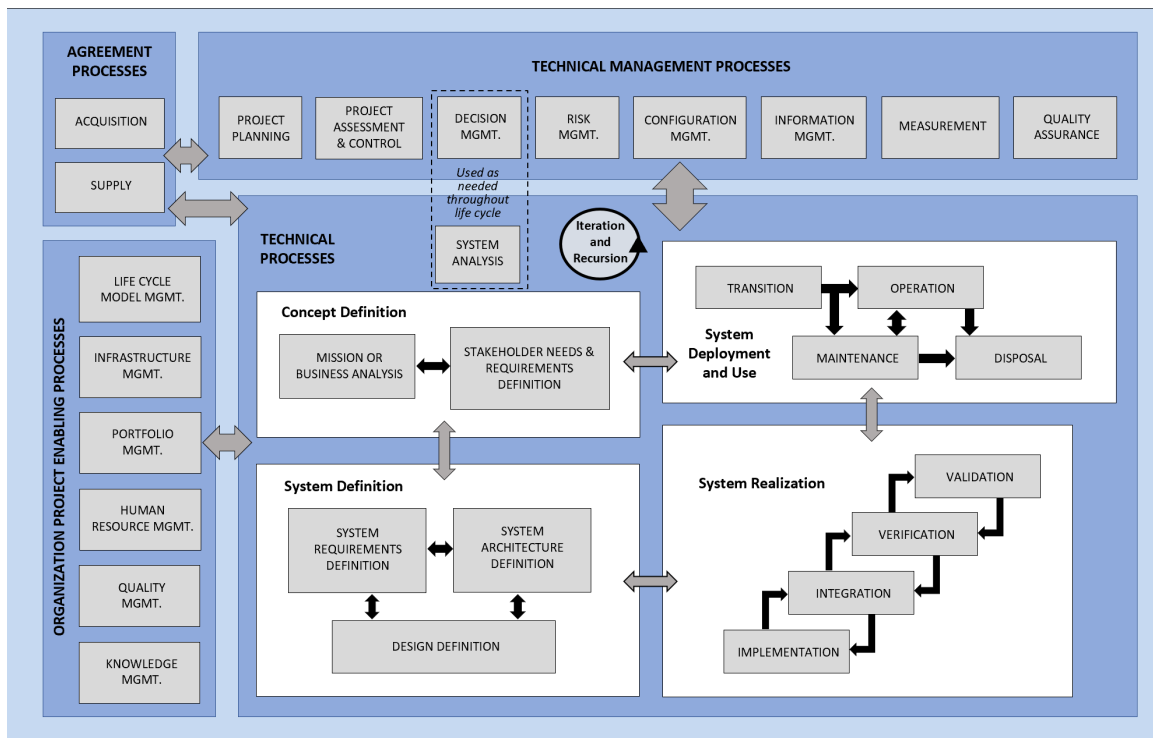 AGREEMENT
PROCESSES
ACQUISITION
SUPPLY
TECHNICAL MANAGEMENT PROCESSES
PROJECT
PLANNING
PROJECT
ASSESSMENT
& CONTROL
DECISION
MGMT.
RISK
MGMT.
CONFIGURATION
MGMT.
INFORMATION
MGMT.
MEASUREMENT
QUALITY
ASSURANCE
Used as
needed
throughout
life cycle
SYSTEM
ANALYSIS
TECHNICAL
PROCESSES
Iteration
and
Recursion
ORGANIZATION PROJECT ENABLING PROCESSES
LIFE CYCLE
MODEL MGMT.
INFRASTRUCTURE
MGMT.
PORTFOLIO
MGMT.
HUMAN
RESOURCE MGMT.
QUALITY
MGMT.
KNOWLEDGE
MGMT.
Concept Definition
MISSION OR
BUSINESS ANALYSIS
STAKEHOLDER NEEDS &
REQUIREMENTS
DEFINITION
TRANSITION
OPERATION
System
Deployment
and Use
MAINTENANCE
DISPOSAL
System Definition
SYSTEM
REQUIREMENTS
DEFINITION
SYSTEM
ARCHITECTURE
DEFINITION
DESIGN DEFINITION
System Realization
VALIDATION
VERIFICATION
INTEGRATION
IMPLEMENTATION